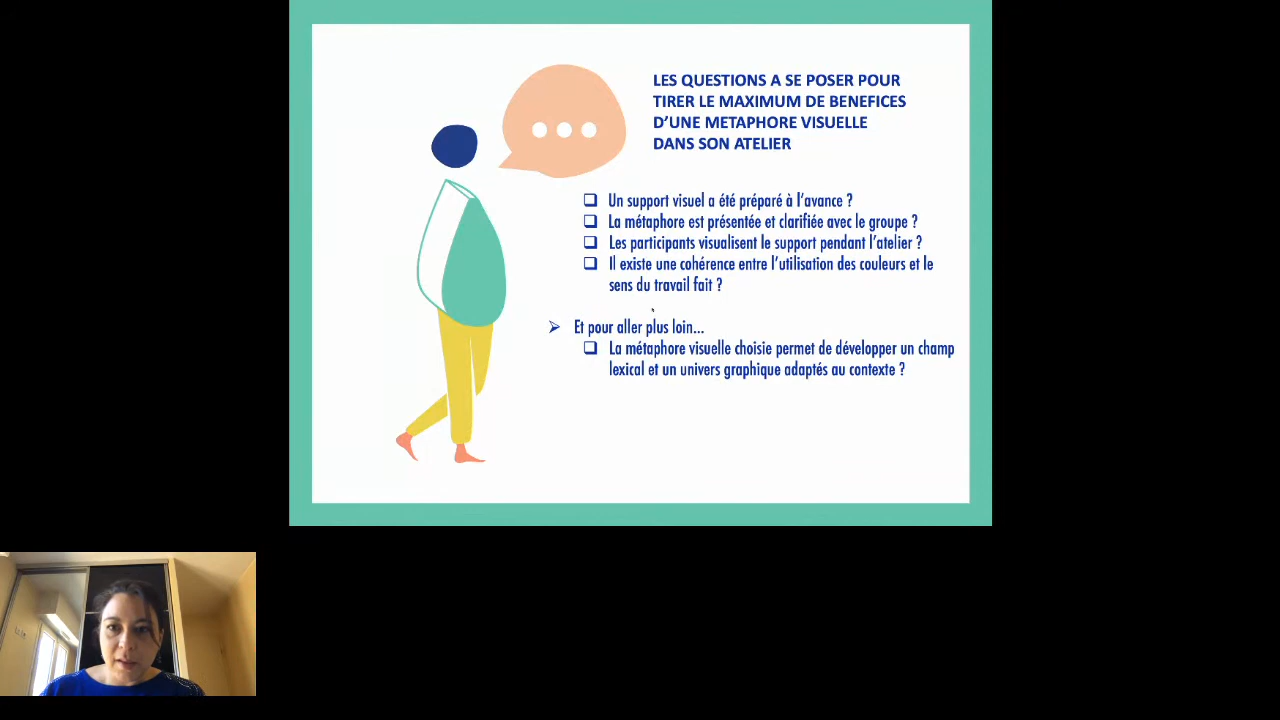 LES QUESTIONS A SE POSER POUR
TIRER LE MAXIMUM DE BENEFICES
D'UNE METAPHORE VISUELLE
DANS SON ATELIER
Un support visuel a été préparé à l'avance ?
La métaphore est présentée et clarifiée avec le groupe ?
Les participants visualisent le support pendant l'atelier ?
Il existe une cohérence entre l'utilisation des couleurs et le
sens du travail fait ?
Et pour aller plus loin...
La métaphore visuelle choisie permet de développer un champ
lexical et un univers graphique adaptés au contexte ?